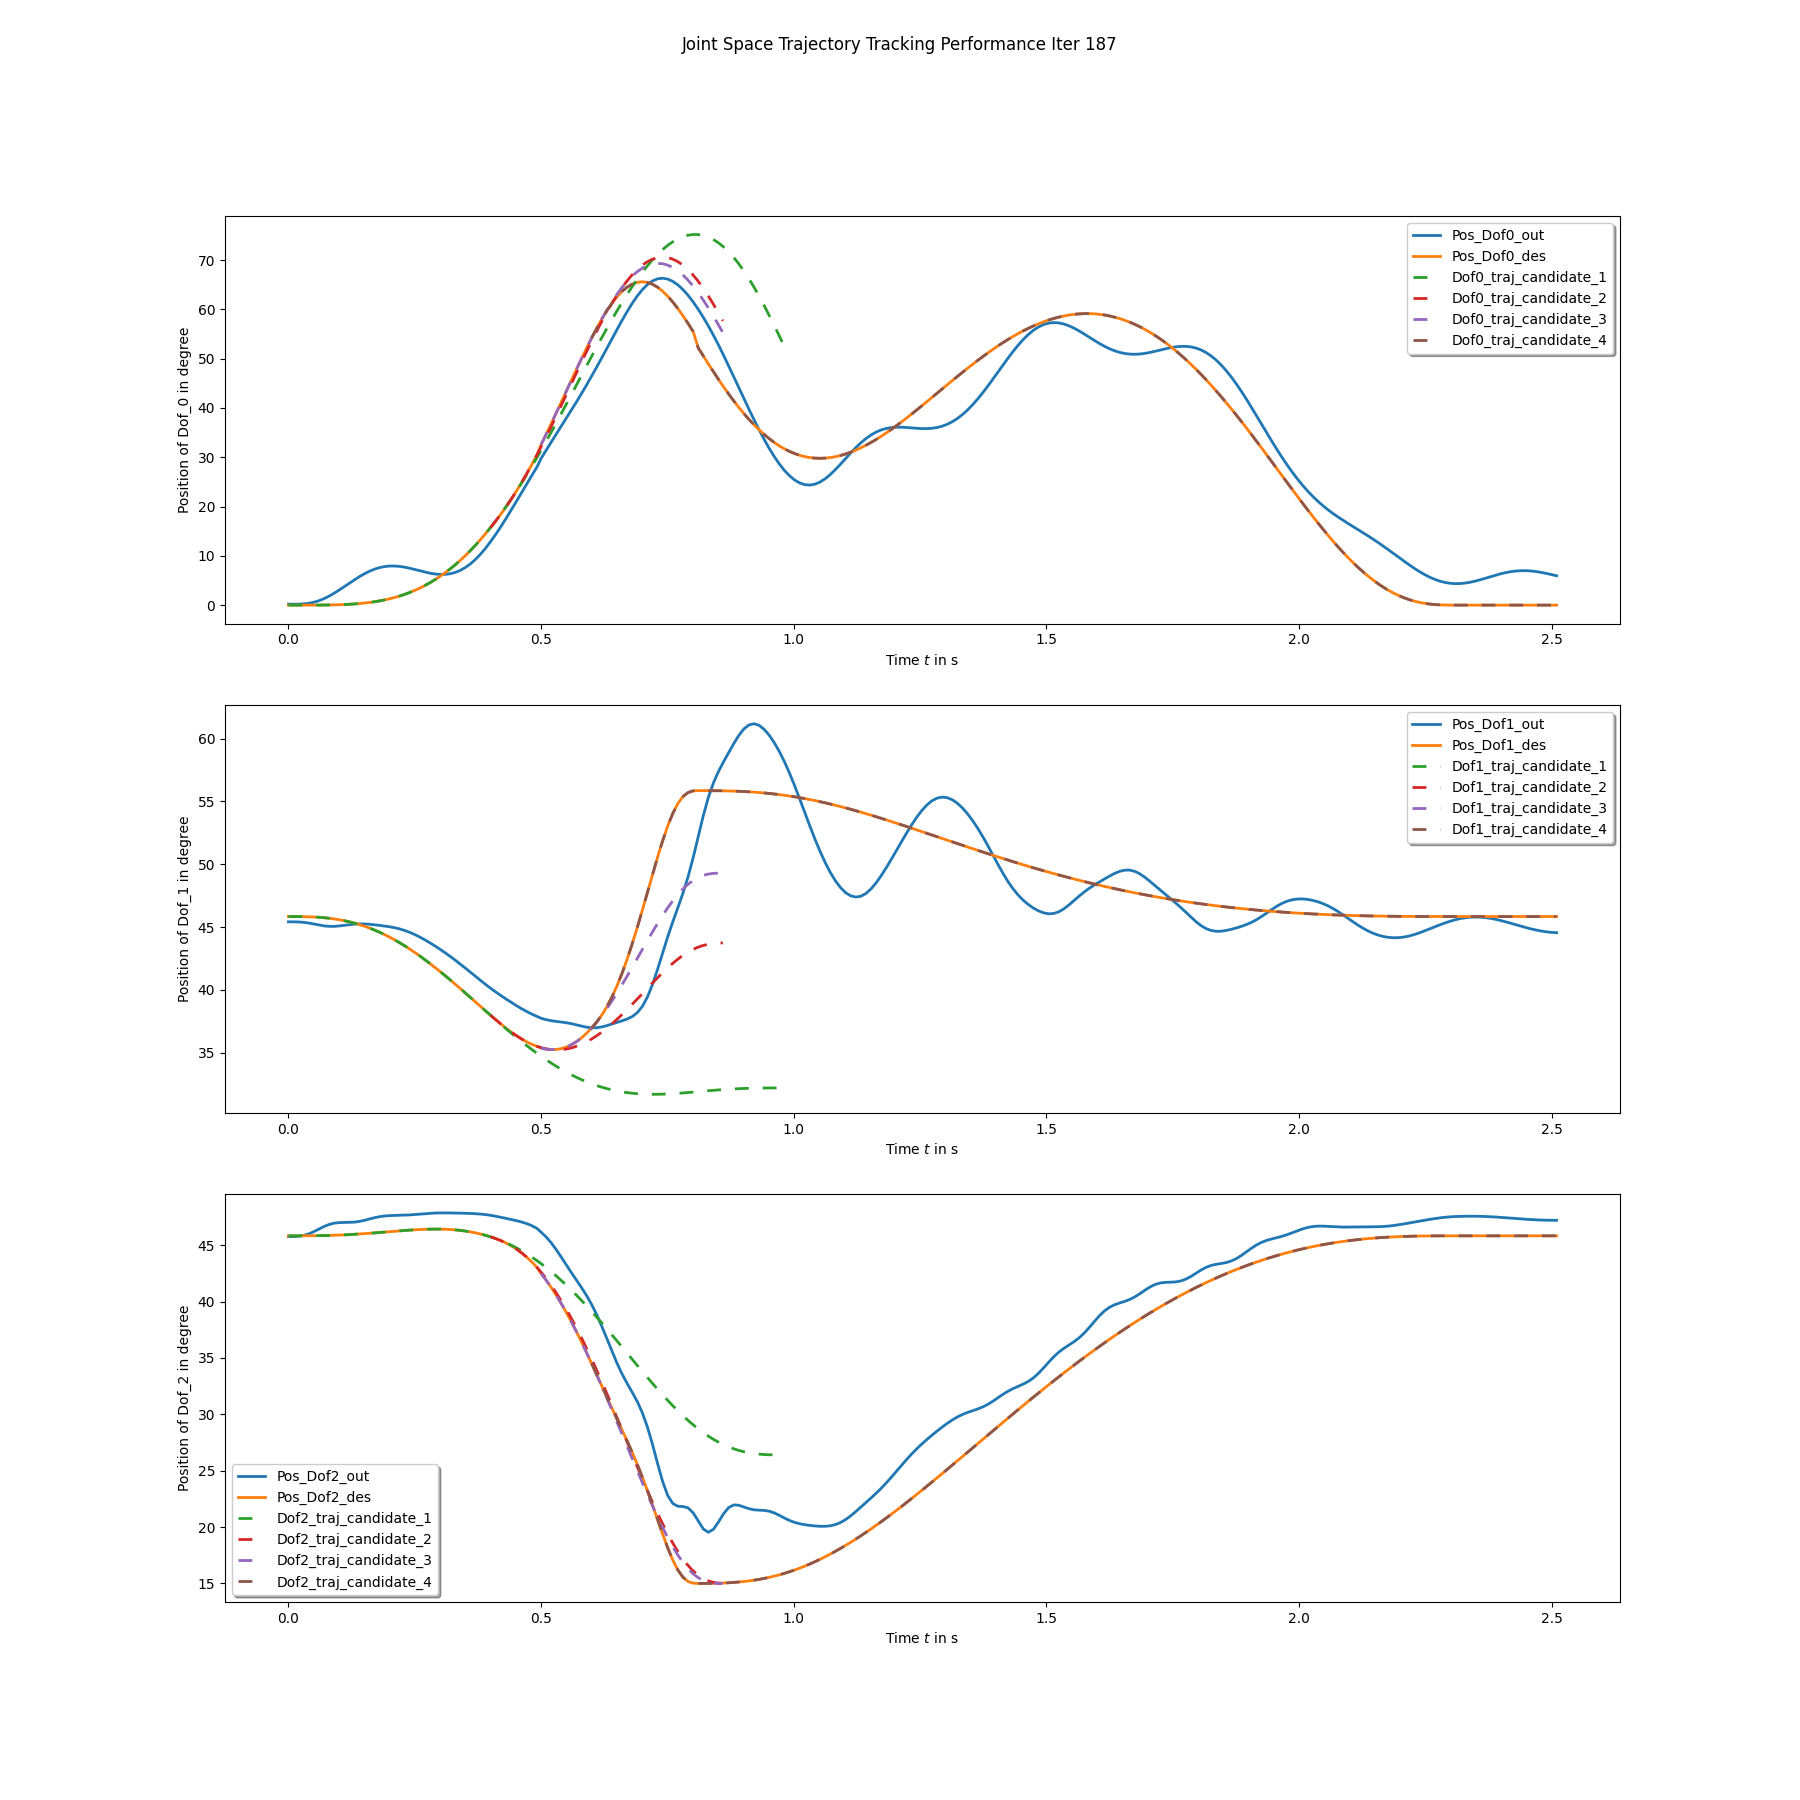 Joint Space Trajectory Tracking Performance Iter 187
Position of Dof_0 in degree
70
60
50
40
30
20
10
0
0.0 0.5 1.0 1.5 2.0 2.5
Time t in s
Pos_Dof0_out
Pos_Dof0_des
Dof0_traj_candidate_1
Dof0_traj_candidate_2
Dof0_traj_candidate_3
Dof0_traj_candidate_4
Position of Dof_1 in degree
60
55
50
45
40
35
0.0 0.5 1.0 1.5 2.0 2.5
Time t in s
Pos_Dof1_out
Pos_Dof1_des
Dof1_traj_candidate_1
Dof1_traj_candidate_2
Dof1_traj_candidate_3
Dof1_traj_candidate_4
Position of Dof_2 in degree
45
40
35
30
25
20
15
0.0 0.5 1.0 1.5 2.0 2.5
Time t in s
Pos_Dof2_out
Pos_Dof2_des
Dof2_traj_candidate_1
Dof2_traj_candidate_2
Dof2_traj_candidate_3
Dof2_traj_candidate_4